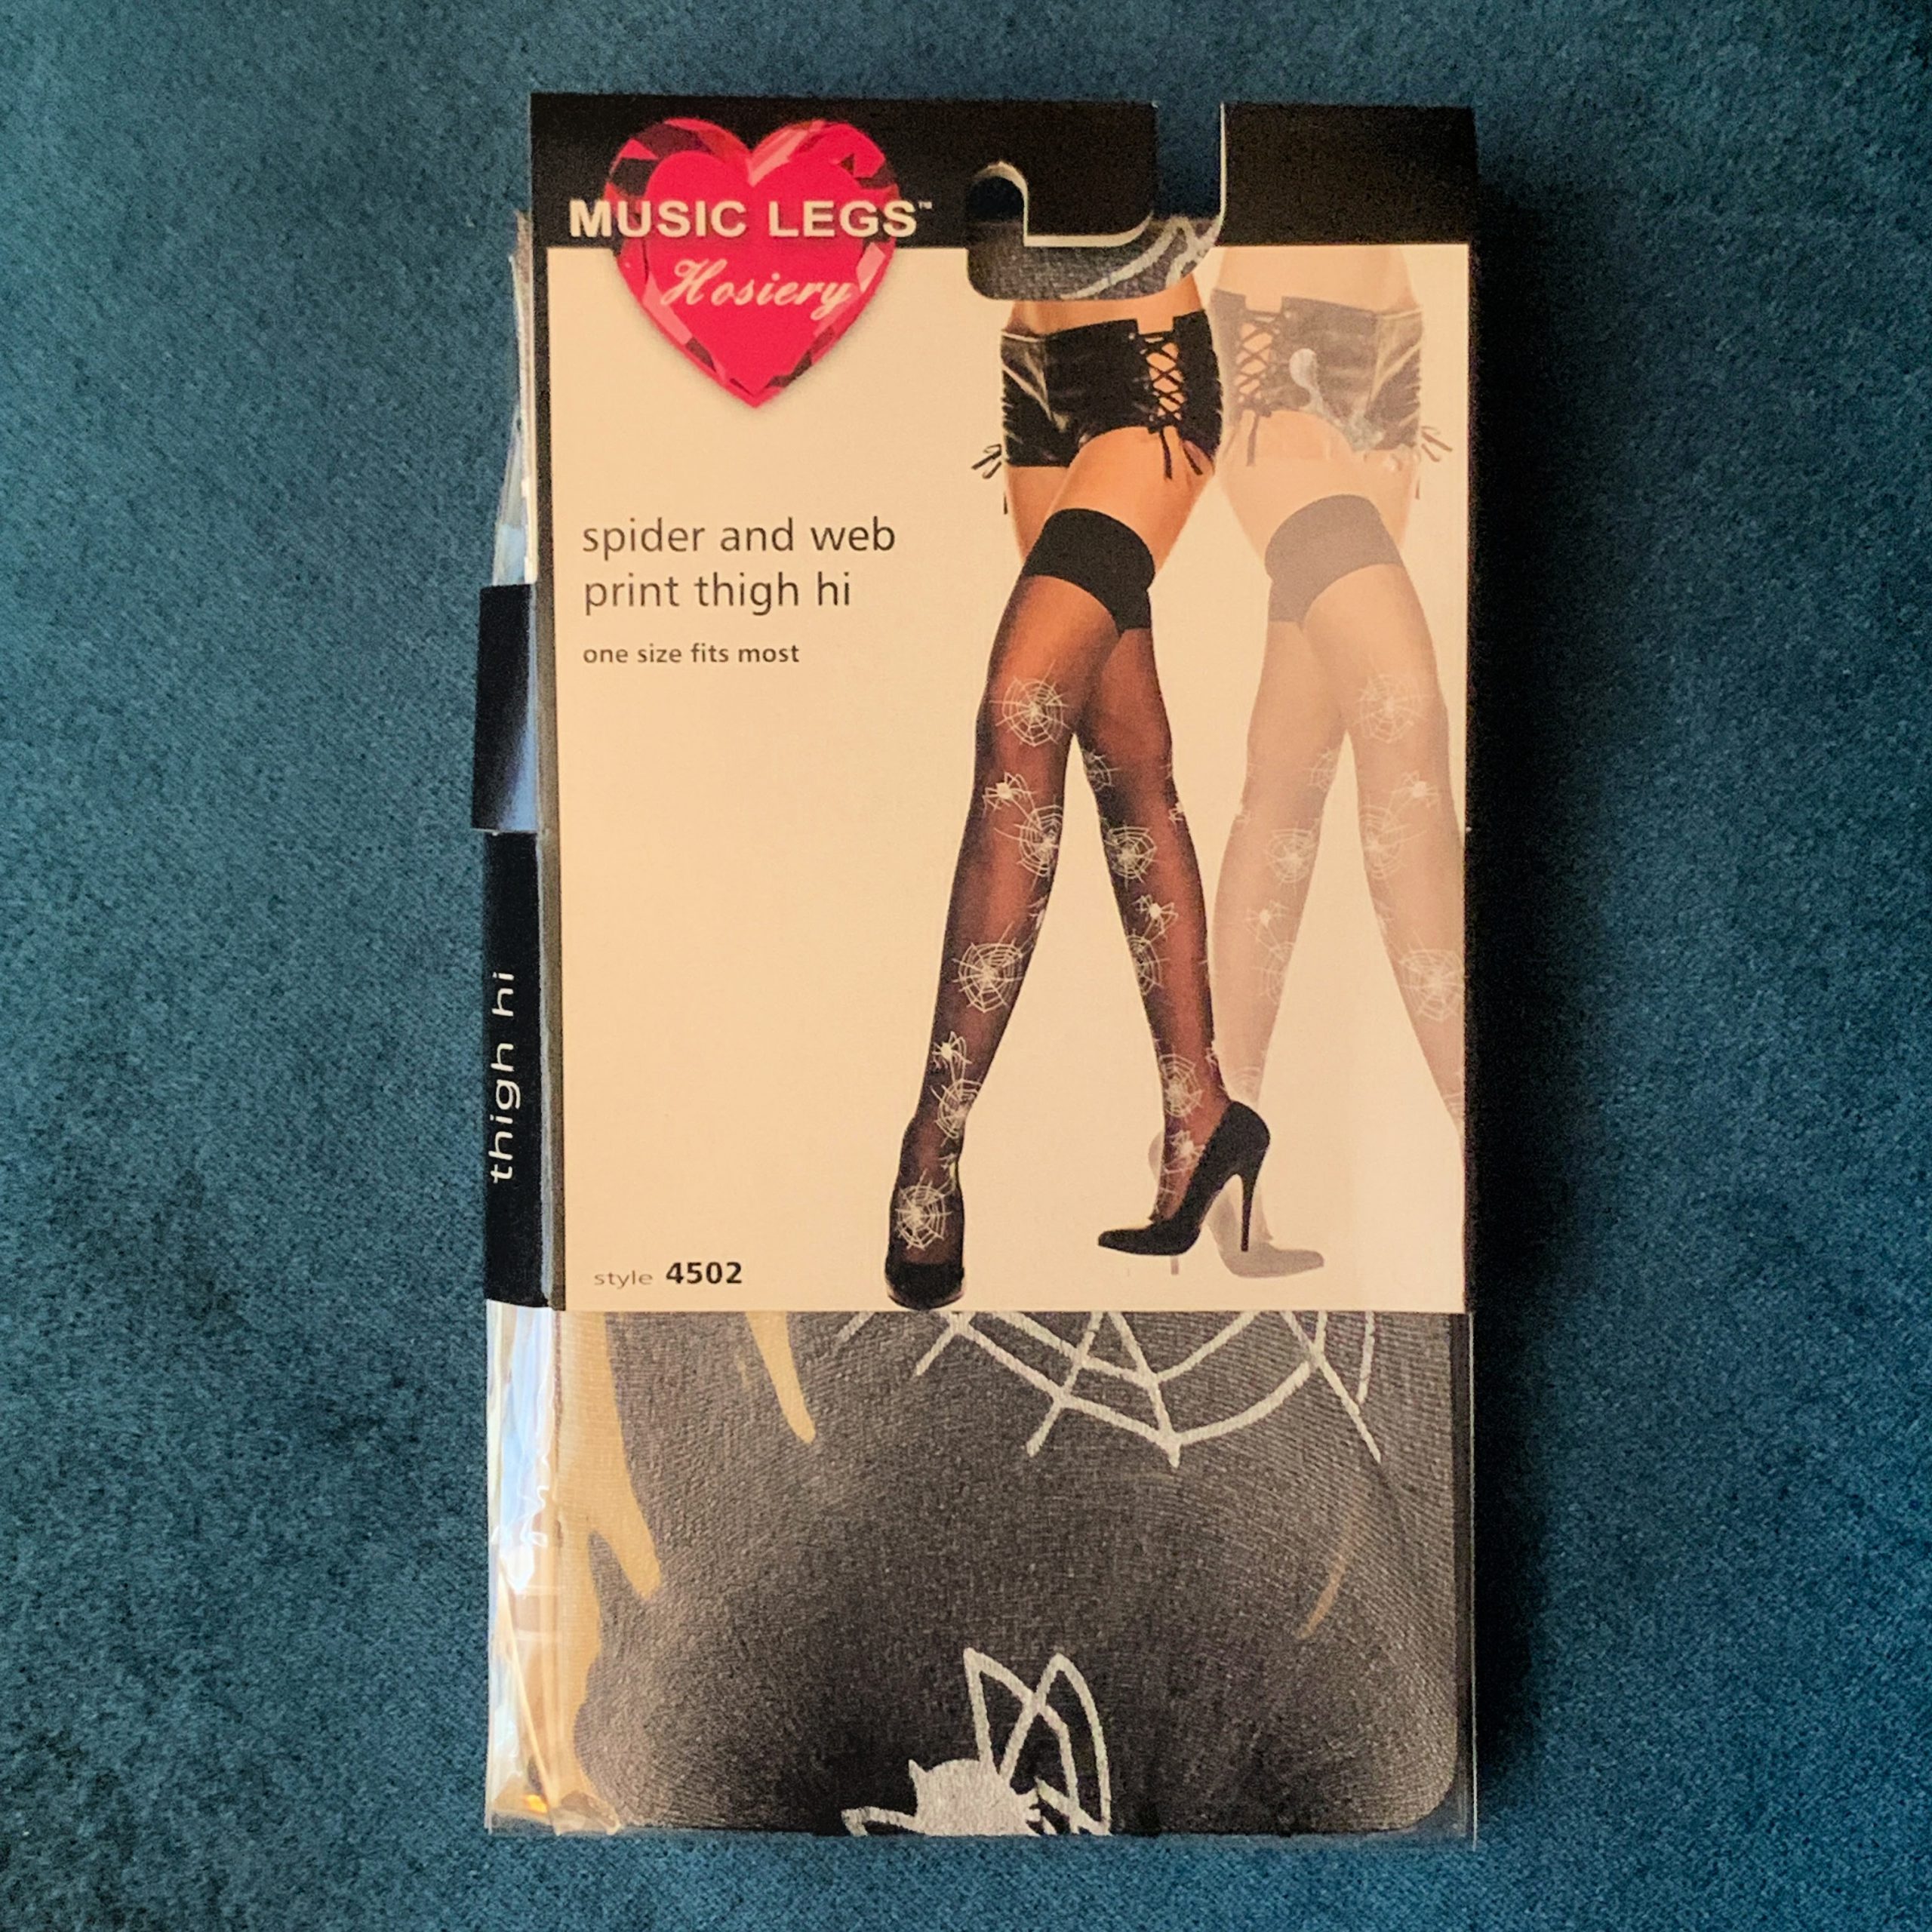 MUSIC LEGS™
Hosiery
spider and web
print thigh hi
one size fits most
thigh hi
style 4502